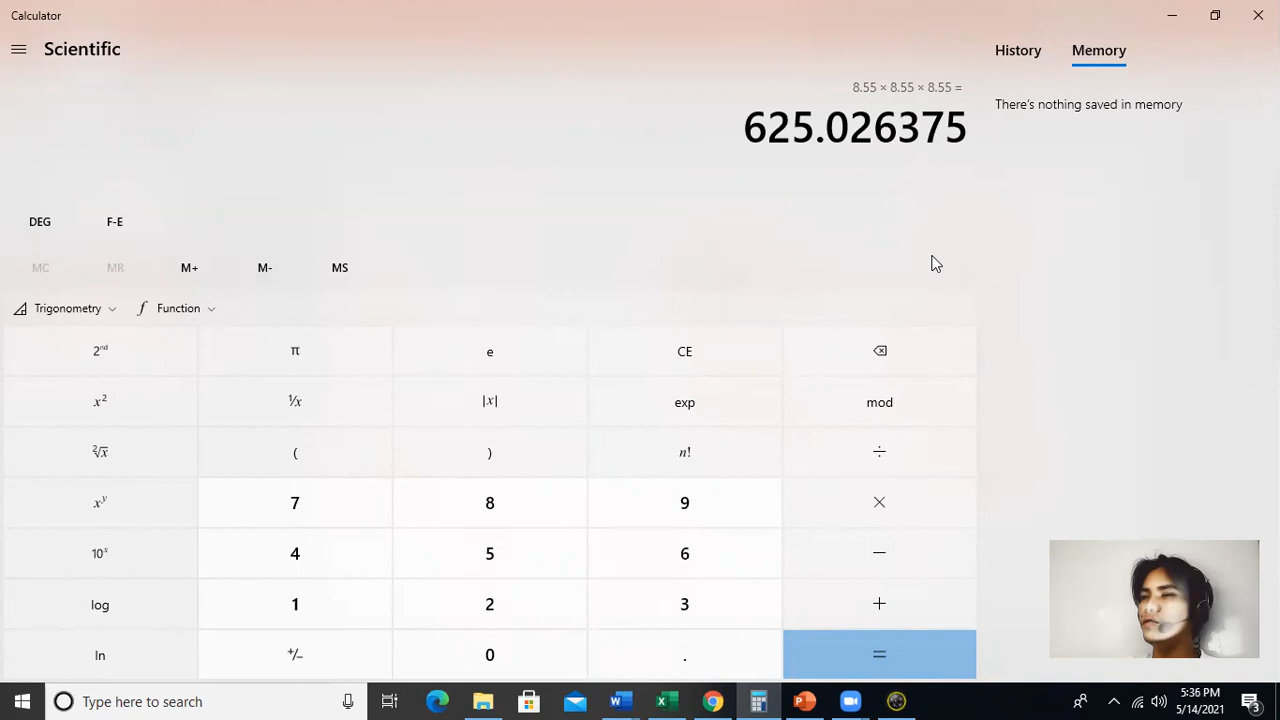 Calculator
Scientific
History
Memory
8.55 × 8.55 × 8.55 =
625.026375
There's nothing saved in memory
DEG
F-E
MC
MR
M+
M-
MS
Trigonometry
f Function
2nd
π
e
CE
x2
1/x
|x|
exp
mod
2√x
(
)
n!
÷
xy
7
8
9
×
10x
4
5
6
−
log
1
2
3
+
ln
+/−
0
.
=
Type here to search
5:36 PM
5/14/2021
3